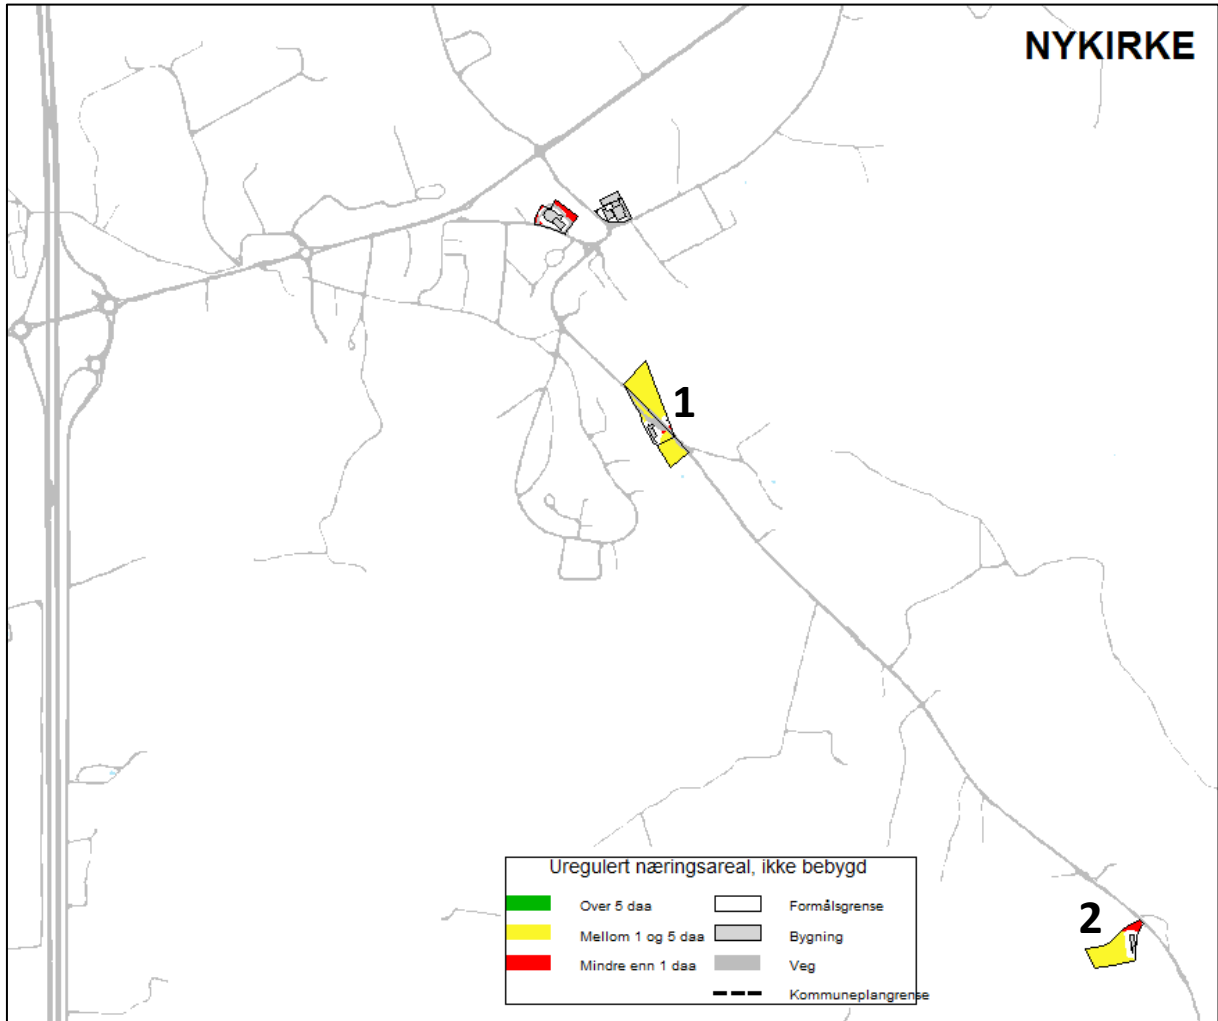 NYKIRKE
1
2
Uregulert næringsareal, ikke bebygd
Over 5 daa
Formålsgrense
Mellom 1 og 5 daa
Bygning
Mindre enn 1 daa
Veg
Kommuneplangrense